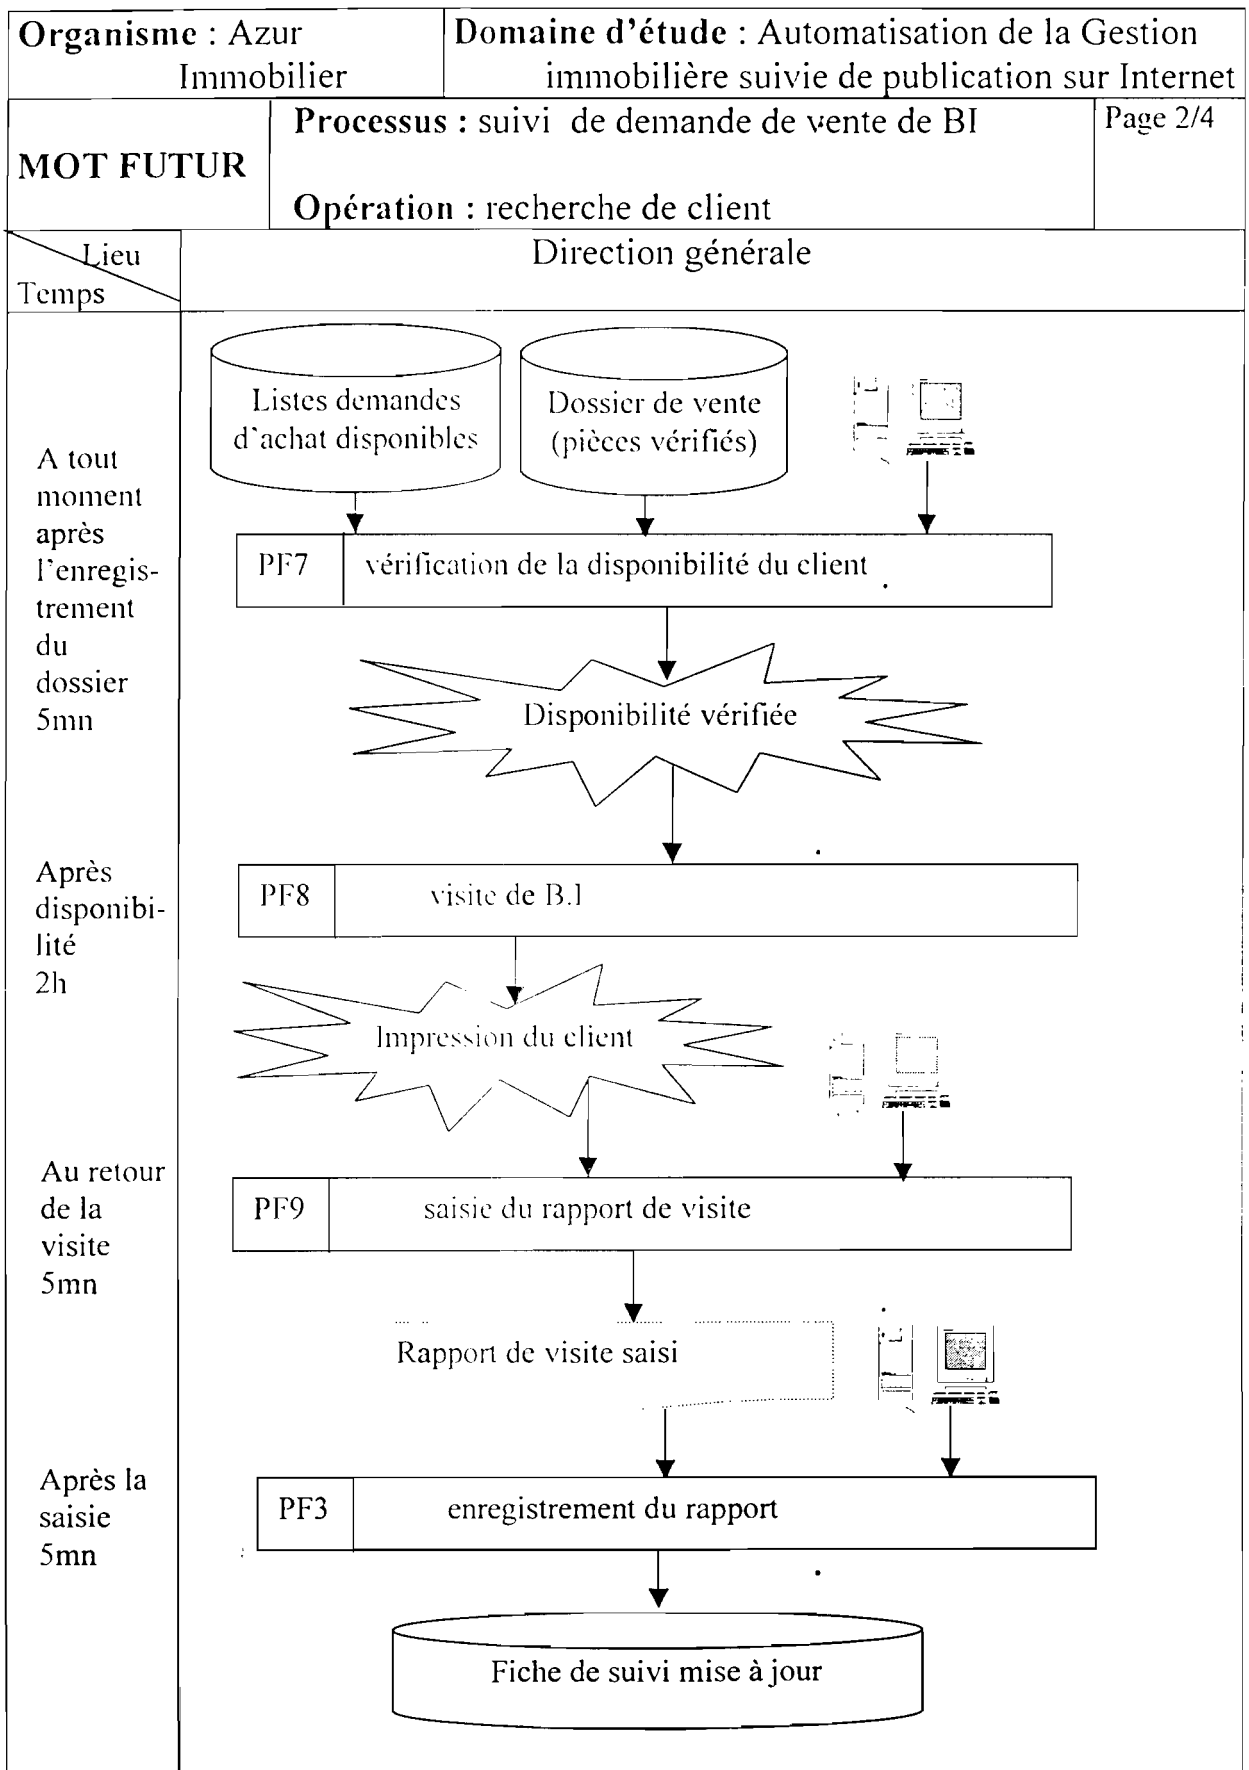 Organisme : Azur
Immobilier
Domaine d'étude : Automatisation de la Gestion
immobilière suivie de publication sur Internet
MOT FUTUR
Processus : suivi de demande de vente de BI
Opération : recherche de client
Page 2/4
Lieu
Temps
Direction générale
Listes demandes
d'achat disponibles
Dossier de vente
(pièces vérifiés)
A tout
moment
après
l'enregis-
trement
du
dossier
5mn
PF7 vérification de la disponibilité du client
Disponibilité vérifiée
Après
disponibi-
lité
2h
PF8 visite de B.I
Impression du client
Au retour
de la
visite
5mn
PF9 saisie du rapport de visite
Rapport de visite saisi
Après la
saisie
5mn
PF3 enregistrement du rapport
Fiche de suivi mise à jour